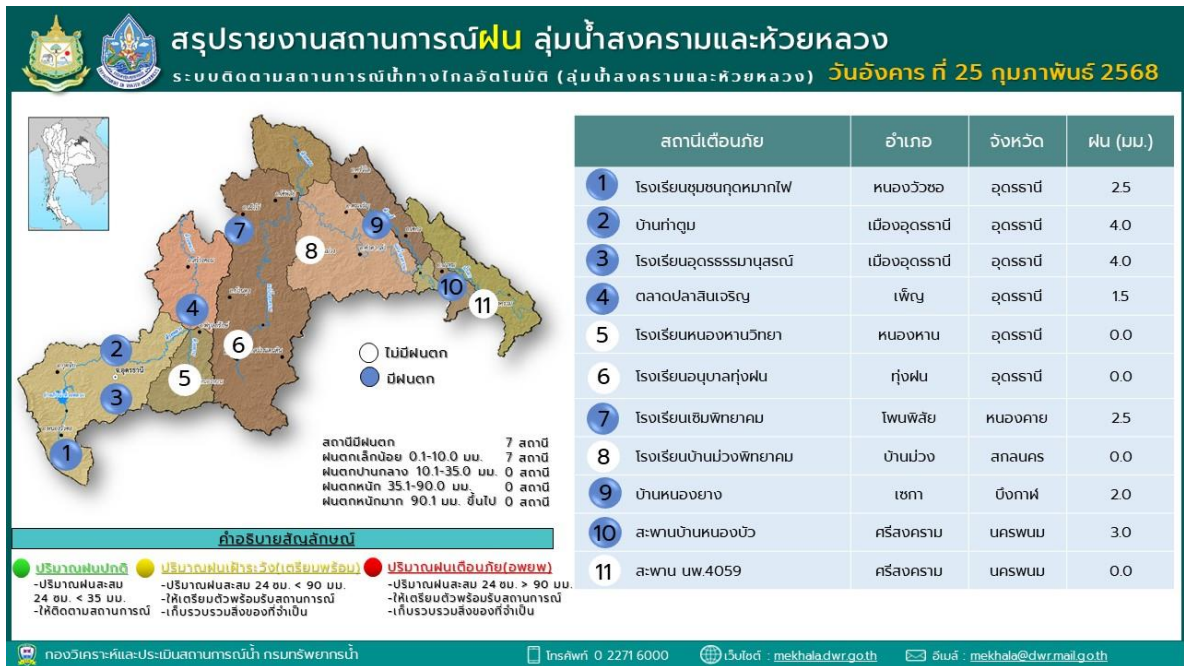 สรุปรายงานสถานการณ์ฝน ลุ่มน้ำสงครามและห้วยหลวง
ระบบติดตามสถานการณ์น้ำทางไกลอัตโนมัติ (ลุ่มน้ำสงครามและห้วยหลวง) วันอังคาร ที่ 25 กุมภาพันธ์ 2568
สถานีเตือนภัย อำเภอ จังหวัด ฝน (มม.)
1 โรงเรียนชุมชนกุดหมากไฟ หนองวัวซอ อุดรธานี 2.5
2 บ้านท่าตูม เมืองอุดรธานี อุดรธานี 4.0
3 โรงเรียนอุดรธรรมานุสรณ์ เมืองอุดรธานี อุดรธานี 4.0
4 ตลาดปลาสินเจริญ เพ็ญ อุดรธานี 1.5
5 โรงเรียนหนองหานวิทยา หนองหาน อุดรธานี 0.0
6 โรงเรียนอนุบาลทุ่งฝน ทุ่งฝน อุดรธานี 0.0
7 โรงเรียนเซิมพิทยาคม โพนพิสัย หนองคาย 2.5
8 โรงเรียนบ้านม่วงพิทยาคม บ้านม่วง สกลนคร 0.0
9 บ้านหนองยาง เซกา บึงกาฬ 2.0
10 สะพานบ้านหนองบัว ศรีสงคราม นครพนม 3.0
11 สะพาน นพ.4059 ศรีสงคราม นครพนม 0.0
7
9
8
10
11
4
6
2
5
3
1
ไม่มีฝนตก
มีฝนตก
สถานีมีฝนตก 7 สถานี
ฝนตกเล็กน้อย 0.1-10.0 มม. 7 สถานี
ฝนตกปานกลาง 10.1-35.0 มม. 0 สถานี
ฝนตกหนัก 35.1-90.0 มม. 0 สถานี
ฝนตกหนักมาก 90.1 มม. ขึ้นไป 0 สถานี
คำอธิบายสัญลักษณ์
ปริมาณฝนปกติ
-ปริมาณฝนสะสม
24 ชม. < 35 มม.
-ให้ติดตามสถานการณ์
ปริมาณฝนเฝ้าระวัง(เตรียมพร้อม)
-ปริมาณฝนสะสม 24 ชม. < 90 มม.
-ให้เตรียมตัวพร้อมรับสถานการณ์
-เก็บรวบรวมสิ่งของที่จำเป็น
ปริมาณฝนเตือนภัย(อพยพ)
-ปริมาณฝนสะสม 24 ชม. > 90 มม.
-ให้เตรียมตัวพร้อมรับสถานการณ์
-เก็บรวบรวมสิ่งของที่จำเป็น
กองวิเคราะห์และประเมินสถานการณ์น้ำ กรมทรัพยากรน้ำ โทรศัพท์ 0 2271 6000 เว็บไซต์ : mekhala.dwr.go.th อีเมล์ : mekhala@dwr.mail.go.th